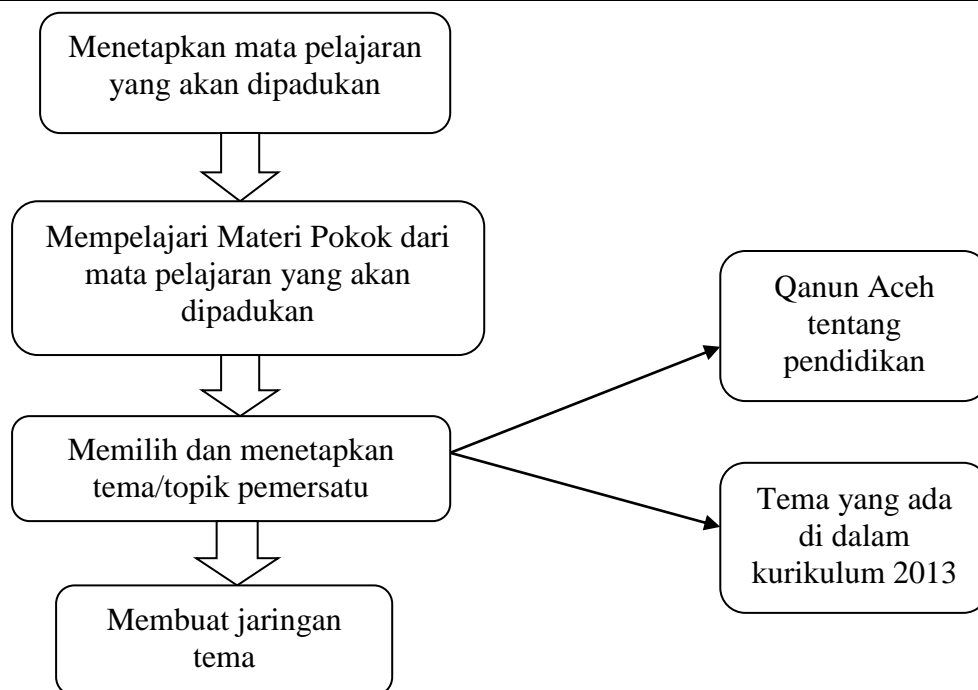 Menetapkan mata pelajaran
yang akan dipadukan
Mempelajari Materi Pokok dari
mata pelajaran yang akan
dipadukan
Memilih dan menetapkan
tema/topik pemersatu
Membuat jaringan
tema
Qanun Aceh
tentang
pendidikan
Tema yang ada
di dalam
kurikulum 2013